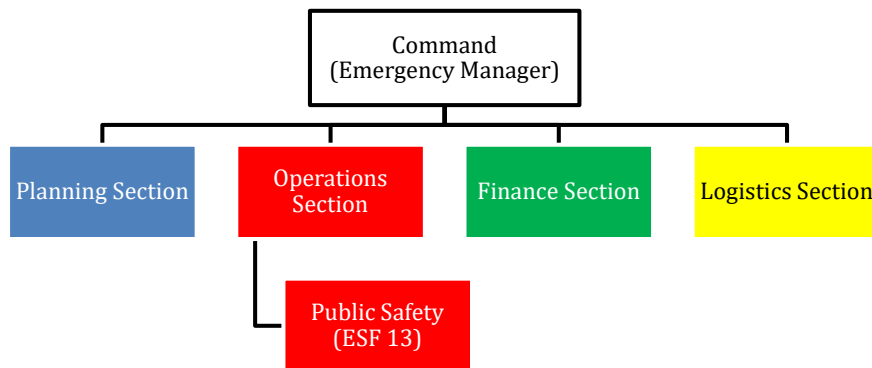 Command
(Emergency Manager)
Planning Section
Operations
Section
Finance Section
Logistics Section
Public Safety
(ESF 13)